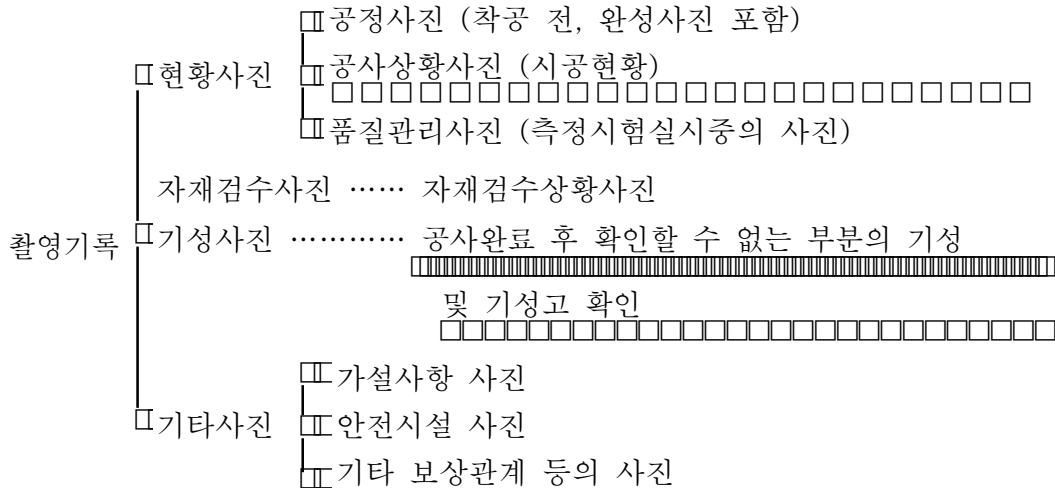 공정사진 (착공 전, 완성사진 포함)
현황사진 공사상황사진 (시공현황)
품질관리사진 (측정시험실시중의 사진)
자재검수사진 …… 자재검수상황사진
촬영기록 기성사진 ………… 공사완료 후 확인할 수 없는 부분의 기성
및 기성고 확인
가설사항 사진
기타사진 안전시설 사진
기타 보상관계 등의 사진